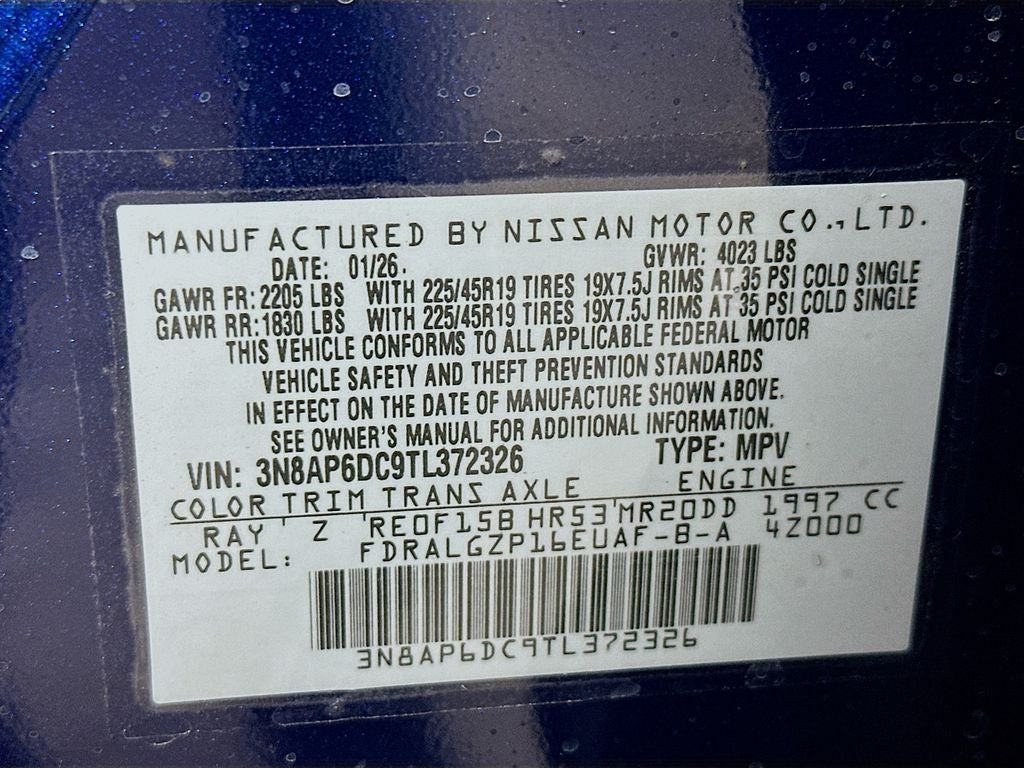 MANUFACTURED BY NISSAN MOTOR CO., LTD.
DATE: 01/26. GVWR: 4023 LBS
GAWR FR: 2205 LBS WITH 225/45R19 TIRES 19X7.5J RIMS AT 35 PSI COLD SINGLE
GAWR RR: 1830 LBS WITH 225/45R19 TIRES 19X7.5J RIMS AT 35 PSI COLD SINGLE
THIS VEHICLE CONFORMS TO ALL APPLICABLE FEDERAL MOTOR
VEHICLE SAFETY AND THEFT PREVENTION STANDARDS
IN EFFECT ON THE DATE OF MANUFACTURE SHOWN ABOVE.
SEE OWNER'S MANUAL FOR ADDITIONAL INFORMATION.
VIN: 3N8AP6DC9TL372326 TYPE: MPV
COLOR TRIM TRANS AXLE ENGINE
RAY ' Z 'RE0F15B HR53'MR20DD 1997 CC
MODEL: FDRALGZP16EUAF-B-A 4Z000
3N8AP6DC9TL372326